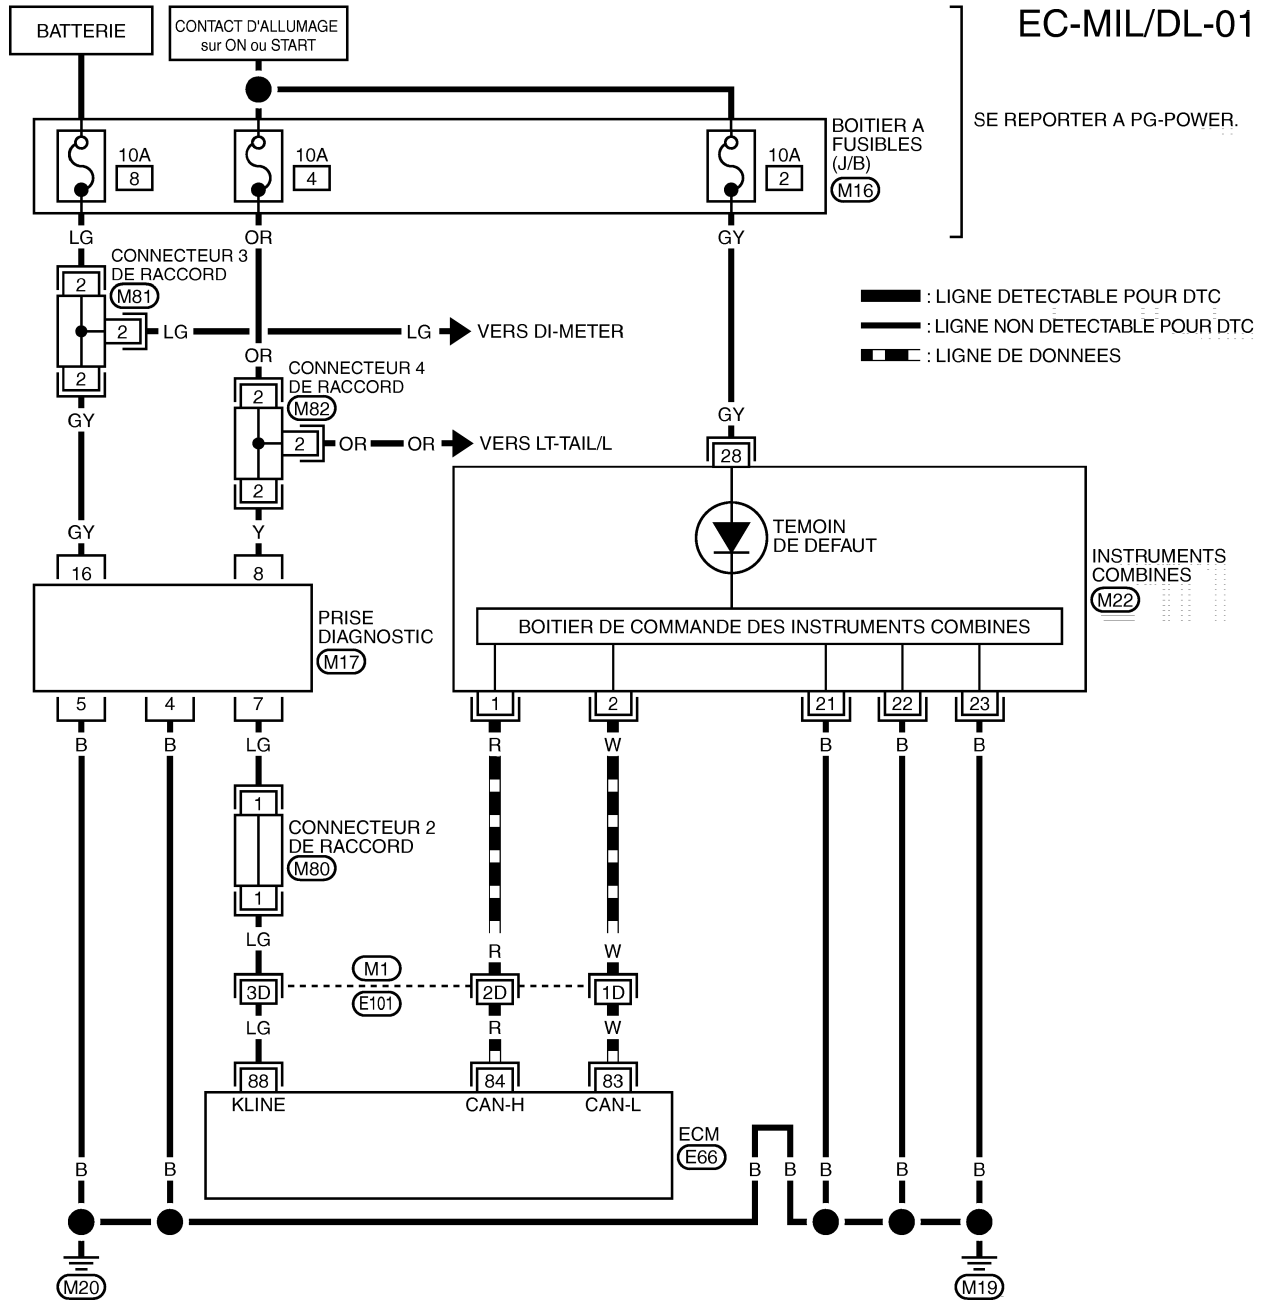 EC-MIL/DL-01
BATTERIE
CONTACT D'ALLUMAGE
sur ON ou START
SE REPORTER A PG-POWER.
BOITIER A
FUSIBLES
(J/B)
M16
10A
8
10A
4
10A
2
LG
OR
GY
CONNECTEUR 3
DE RACCORD
M81
2
2
LG
LG
VERS DI-METER
2
GY
: LIGNE DETECTABLE POUR DTC
: LIGNE NON DETECTABLE POUR DTC
: LIGNE DE DONNEES
OR
CONNECTEUR 4
DE RACCORD
M82
2
2
OR
OR
VERS LT-TAIL/L
2
GY
28
GY
Y
16
8
TEMOIN
DE DEFAUT
INSTRUMENTS
COMBINES
M22
PRISE
DIAGNOSTIC
M17
BOITIER DE COMMANDE DES INSTRUMENTS COMBINES
5
4
7
1
2
21
22
23
B
B
LG
R
W
B
B
B
1
CONNECTEUR 2
DE RACCORD
M80
1
LG
R
W
M1
3D
2D
1D
E101
LG
R
W
88
84
83
KLINE
CAN-H
CAN-L
ECM
E66
B
B
B
B
B
B
B
M20
M19